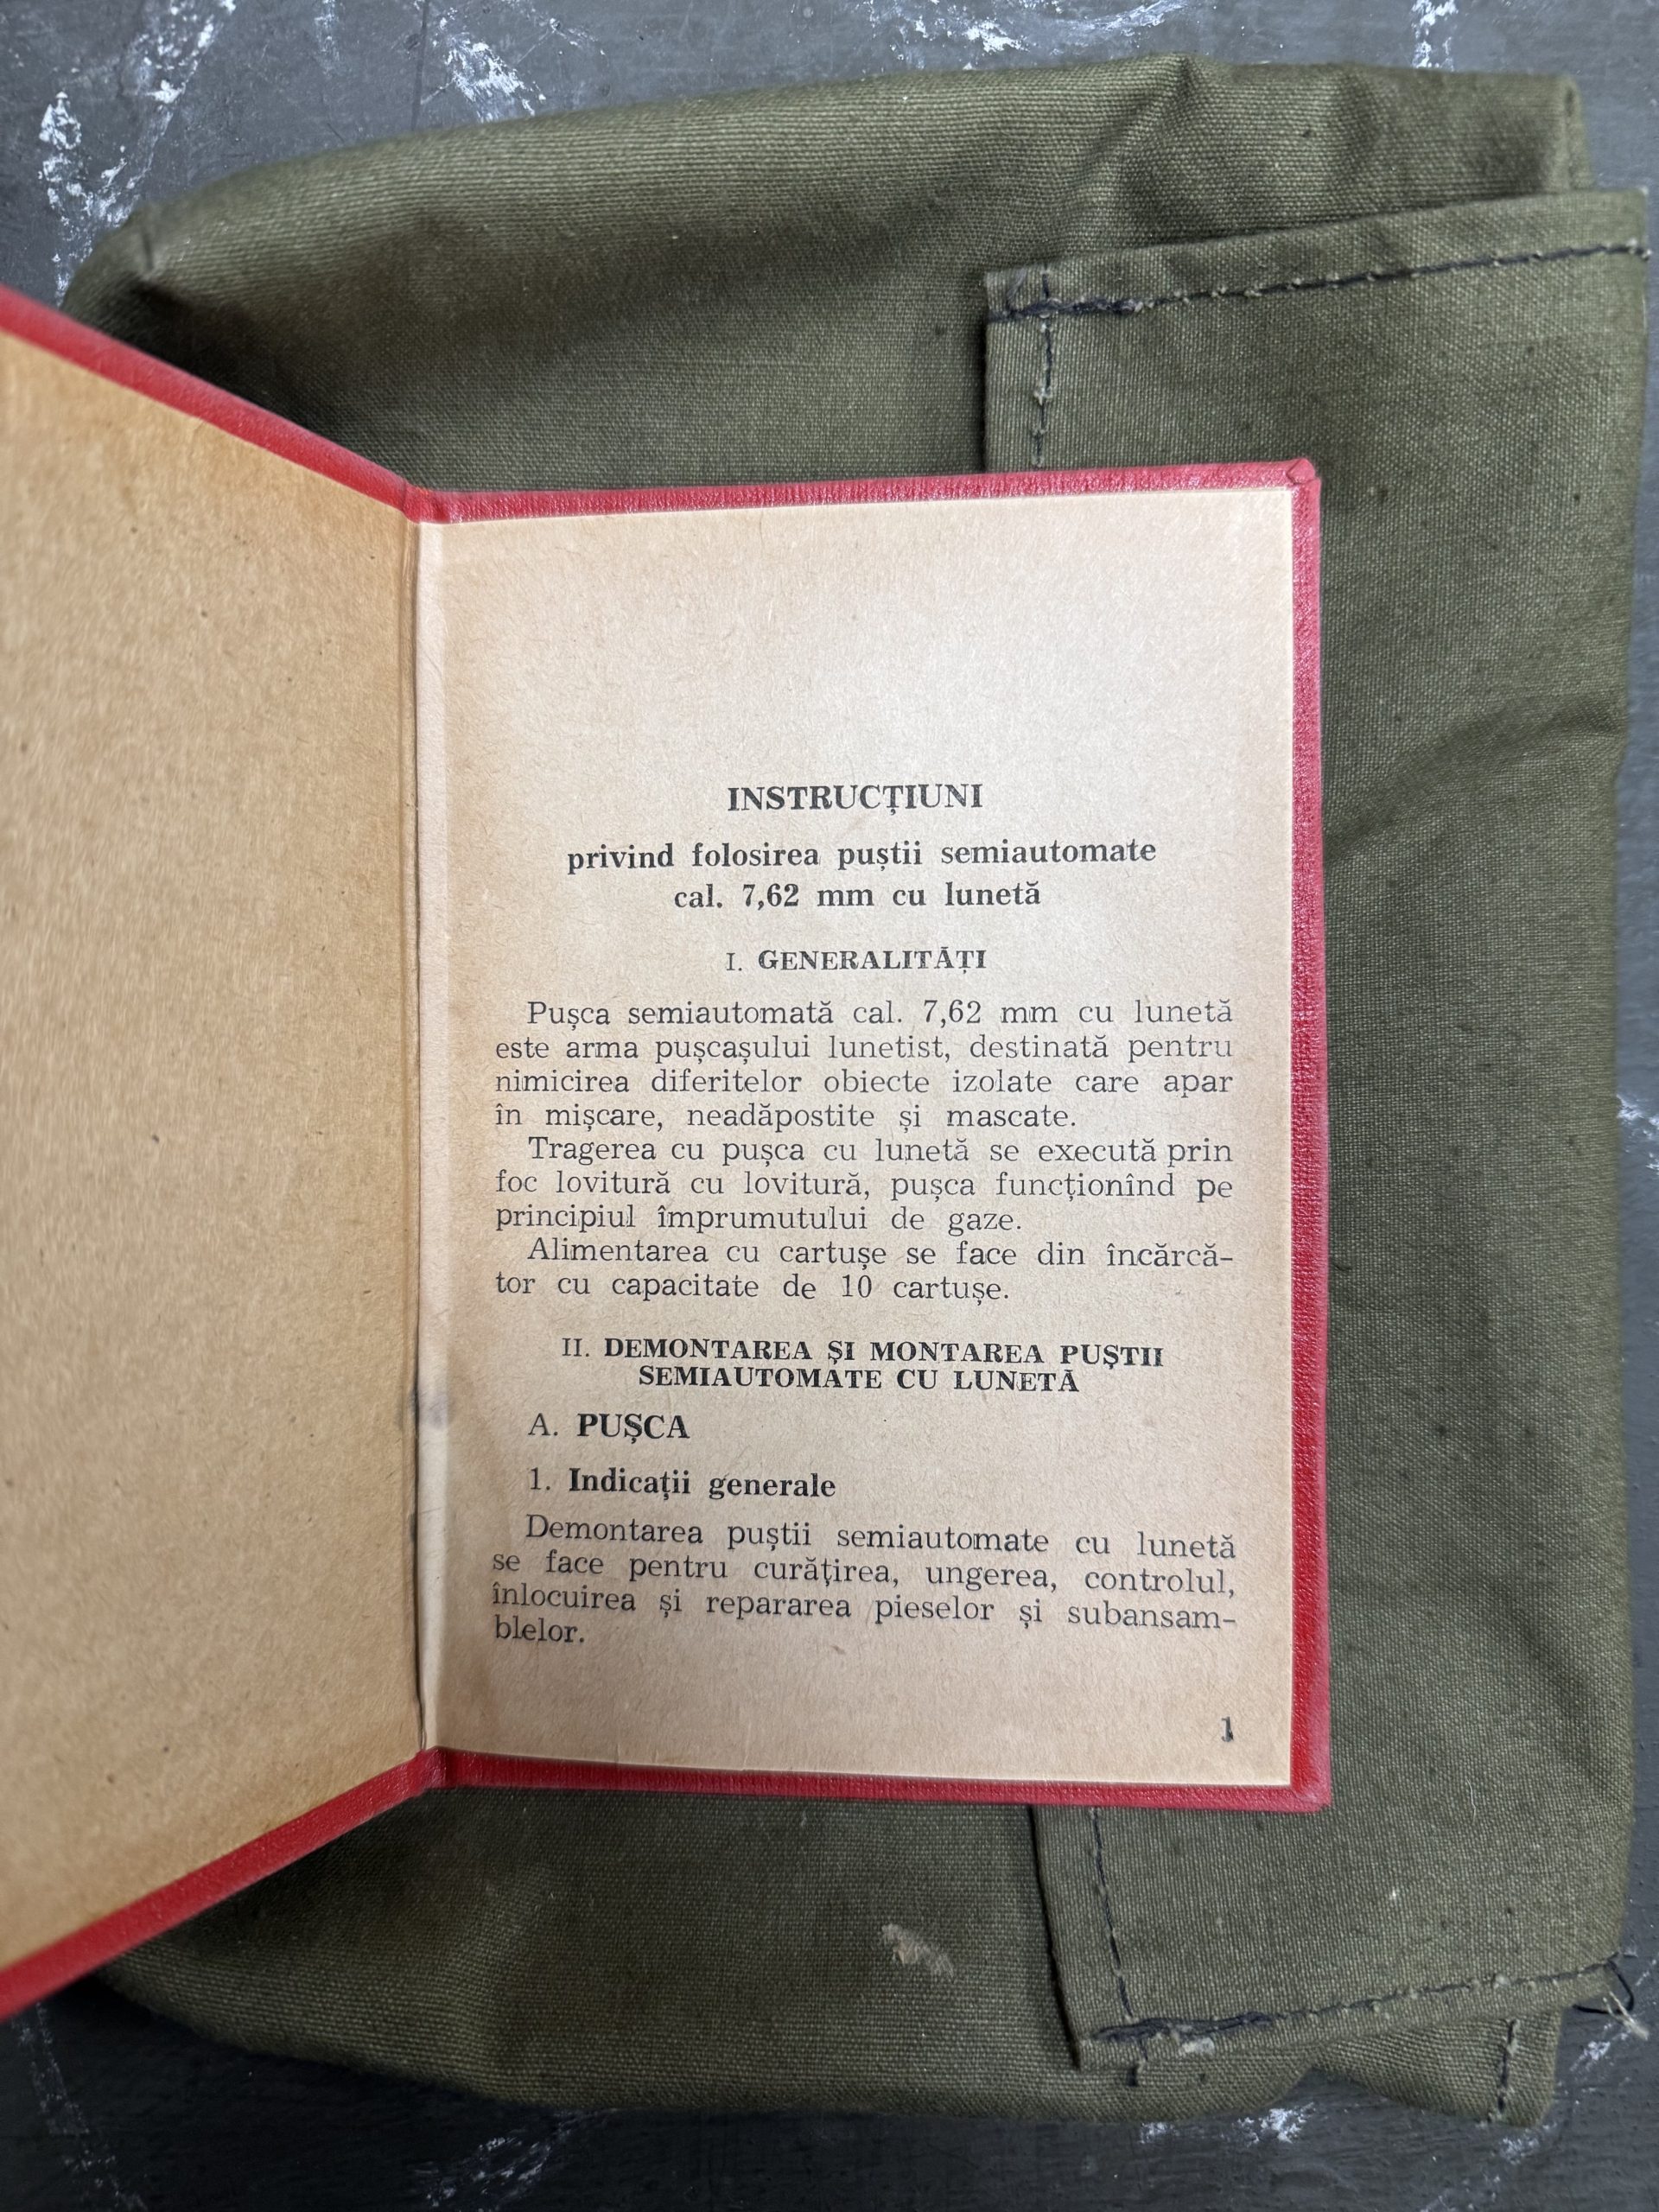 INSTRUCȚIUNI
privind folosirea puștii semiautomate
cal. 7,62 mm cu lunetă
I. GENERALITĂȚI
Pușca semiautomată cal. 7,62 mm cu lunetă
este arma pușcașului lunetist, destinată pentru
nimicirea diferitelor obiecte izolate care apar
în mișcare, neadăpostite și mascate.
Tragerea cu pușca cu lunetă se execută prin
foc lovitură cu lovitură, pușca funcționînd pe
principiul împrumutului de gaze.
Alimentarea cu cartușe se face din încărcă-
tor cu capacitate de 10 cartușe.
II. DEMONTAREA ȘI MONTAREA PUȘTII
SEMIAUTOMATE CU LUNETĂ
A. PUȘCA
1. Indicații generale
Demontarea puștii semiautomate cu lunetă
se face pentru curățirea, ungerea, controlul,
înlocuirea și repararea pieselor și subansam-
blelor.
1